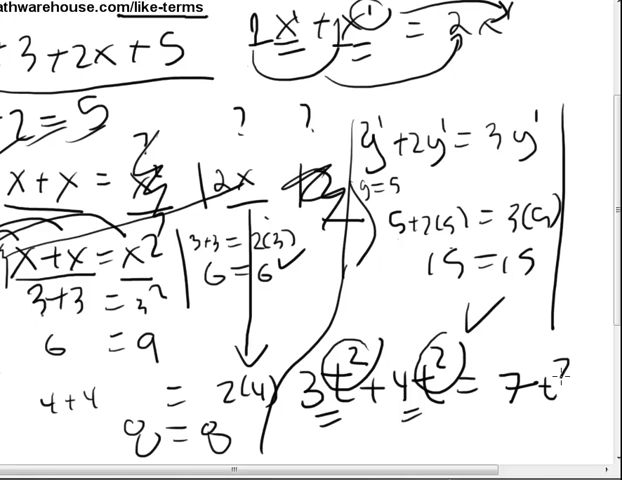 athwarehouse.com/like-terms
+ 3 + 2x + 5
1x¹ + 1x¹ = 2x
2 = 5
? ?
x + x =
2x
y¹ + 2y¹ = 3y¹
y = 5
5 + 2(5) = 3(5)
15 = 15
x + x = x²
3 + 3 = 3²
6 = 9
3 + 3 = 2(3)
6 = 6 ✓
✓
4 + 4 = 2(4)
8 = 8
3t² + 4t² = 7t²